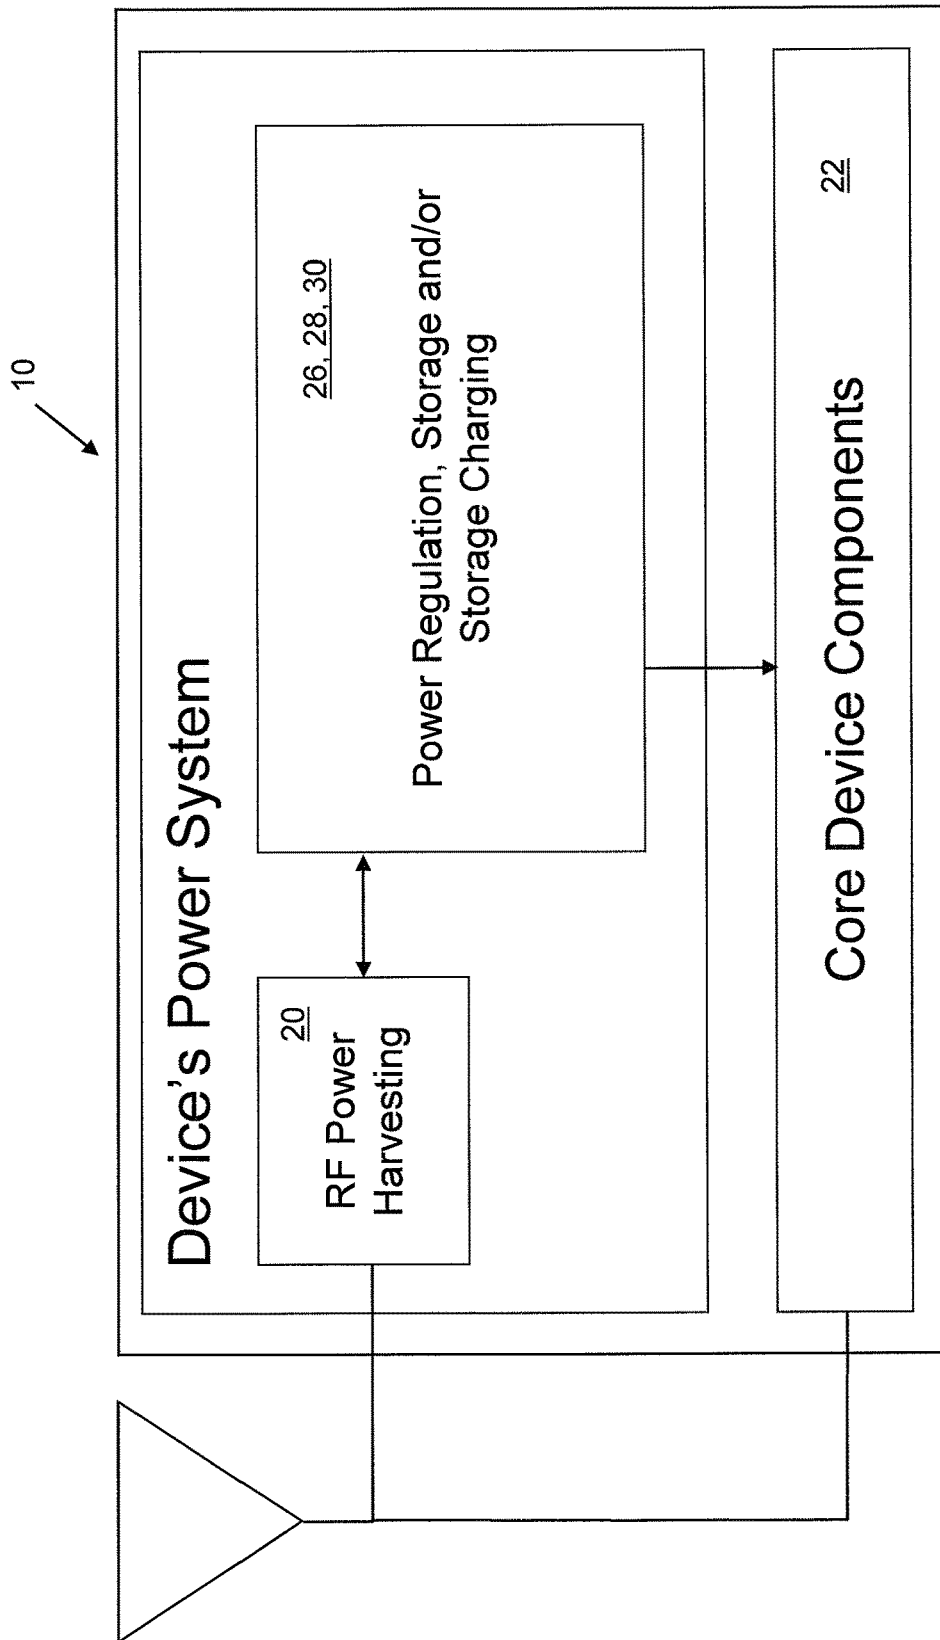 10
Device's Power System
20
RF Power
Harvesting
26, 28, 30
Power Regulation, Storage and/or
Storage Charging
22
Core Device Components